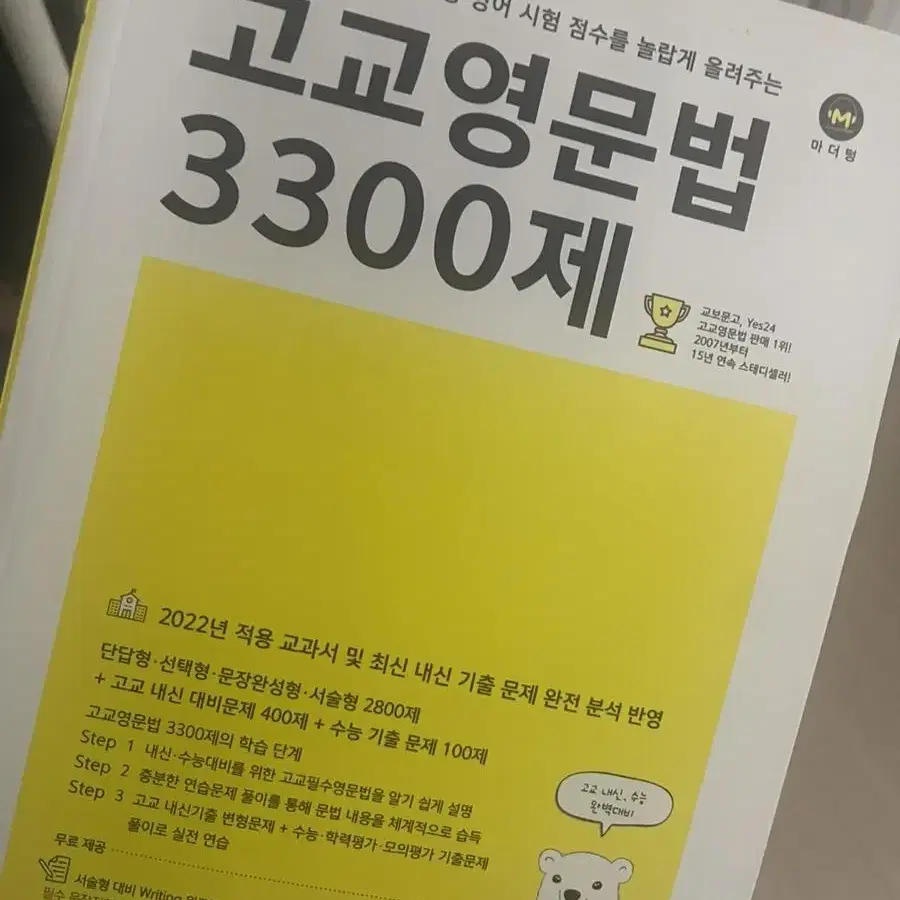 영어 시험 점수를 놀랍게 올려주는
고교영문법
3300제
M
마더텅
교보문고, Yes24
고교영문법 판매 1위!
2007년부터
15년 연속 스테디셀러!
2022년 적용 교과서 및 최신 내신 기출 문제 완전 분석 반영
단답형·선택형·문장완성형·서술형 2800제
+ 고교 내신 대비문제 400제 + 수능 기출 문제 100제
고교영문법 3300제의 학습 단계
Step 1 내신·수능대비를 위한 고교필수영문법을 알기 쉽게 설명
Step 2 충분한 연습문제 풀이를 통해 문법 내용을 체계적으로 습득
Step 3 고교 내신기출 변형문제 + 수능·학력평가·모의평가 기출문제
풀이로 실전 연습
고교 내신, 수능
완벽대비
무료 제공
서술형 대비 Writing
필수